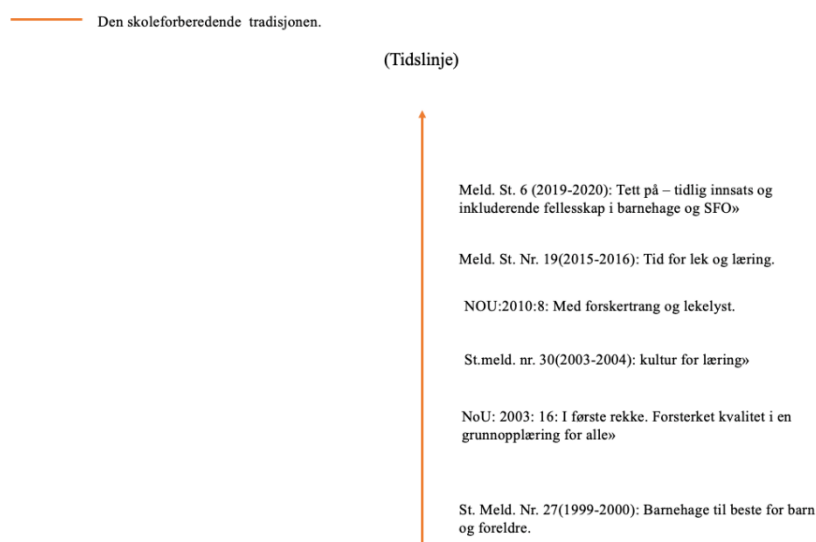 Den skoleforberedende tradisjonen.
(Tidslinje)
Meld. St. 6 (2019-2020): Tett på – tidlig innsats og
inkluderende fellesskap i barnehage og SFO»
Meld. St. Nr. 19(2015-2016): Tid for lek og læring.
NOU:2010:8: Med forskertrang og lekelyst.
St.meld. nr. 30(2003-2004): kultur for læring»
NoU: 2003: 16: I første rekke. Forsterket kvalitet i en
grunnopplæring for alle»
St. Meld. Nr. 27(1999-2000): Barnehage til beste for barn
og foreldre.